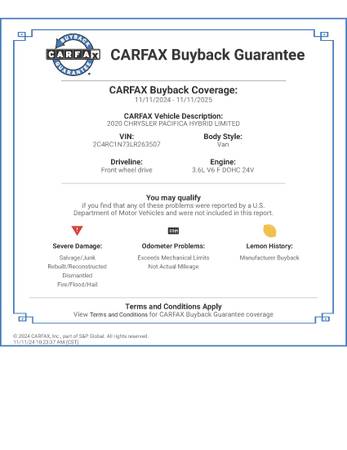 BUYBACK
CARFAX
GUARANTEE
CARFAX Buyback Guarantee
CARFAX Buyback Coverage:
11/11/2024 - 11/11/2025
CARFAX Vehicle Description:
2020 CHRYSLER PACIFICA HYBRID LIMITED
VIN:
2C4RC1N73LR263507
Body Style:
Van
Driveline:
Front wheel drive
Engine:
3.6L V6 F DOHC 24V
You may qualify
if you find that any of these problems were reported by a U.S.
Department of Motor Vehicles and were not included in this report.
Severe Damage:
Salvage/Junk
Rebuilt/Reconstructed
Dismantled
Fire/Flood/Hail
Odometer Problems:
Exceeds Mechanical Limits
Not Actual Mileage
Lemon History:
Manufacturer Buyback
Terms and Conditions Apply
View Terms and Conditions for CARFAX Buyback Guarantee coverage
© 2024 CARFAX, Inc., part of S&P Global. All rights reserved.
11/11/24 10:23:37 AM (CST)